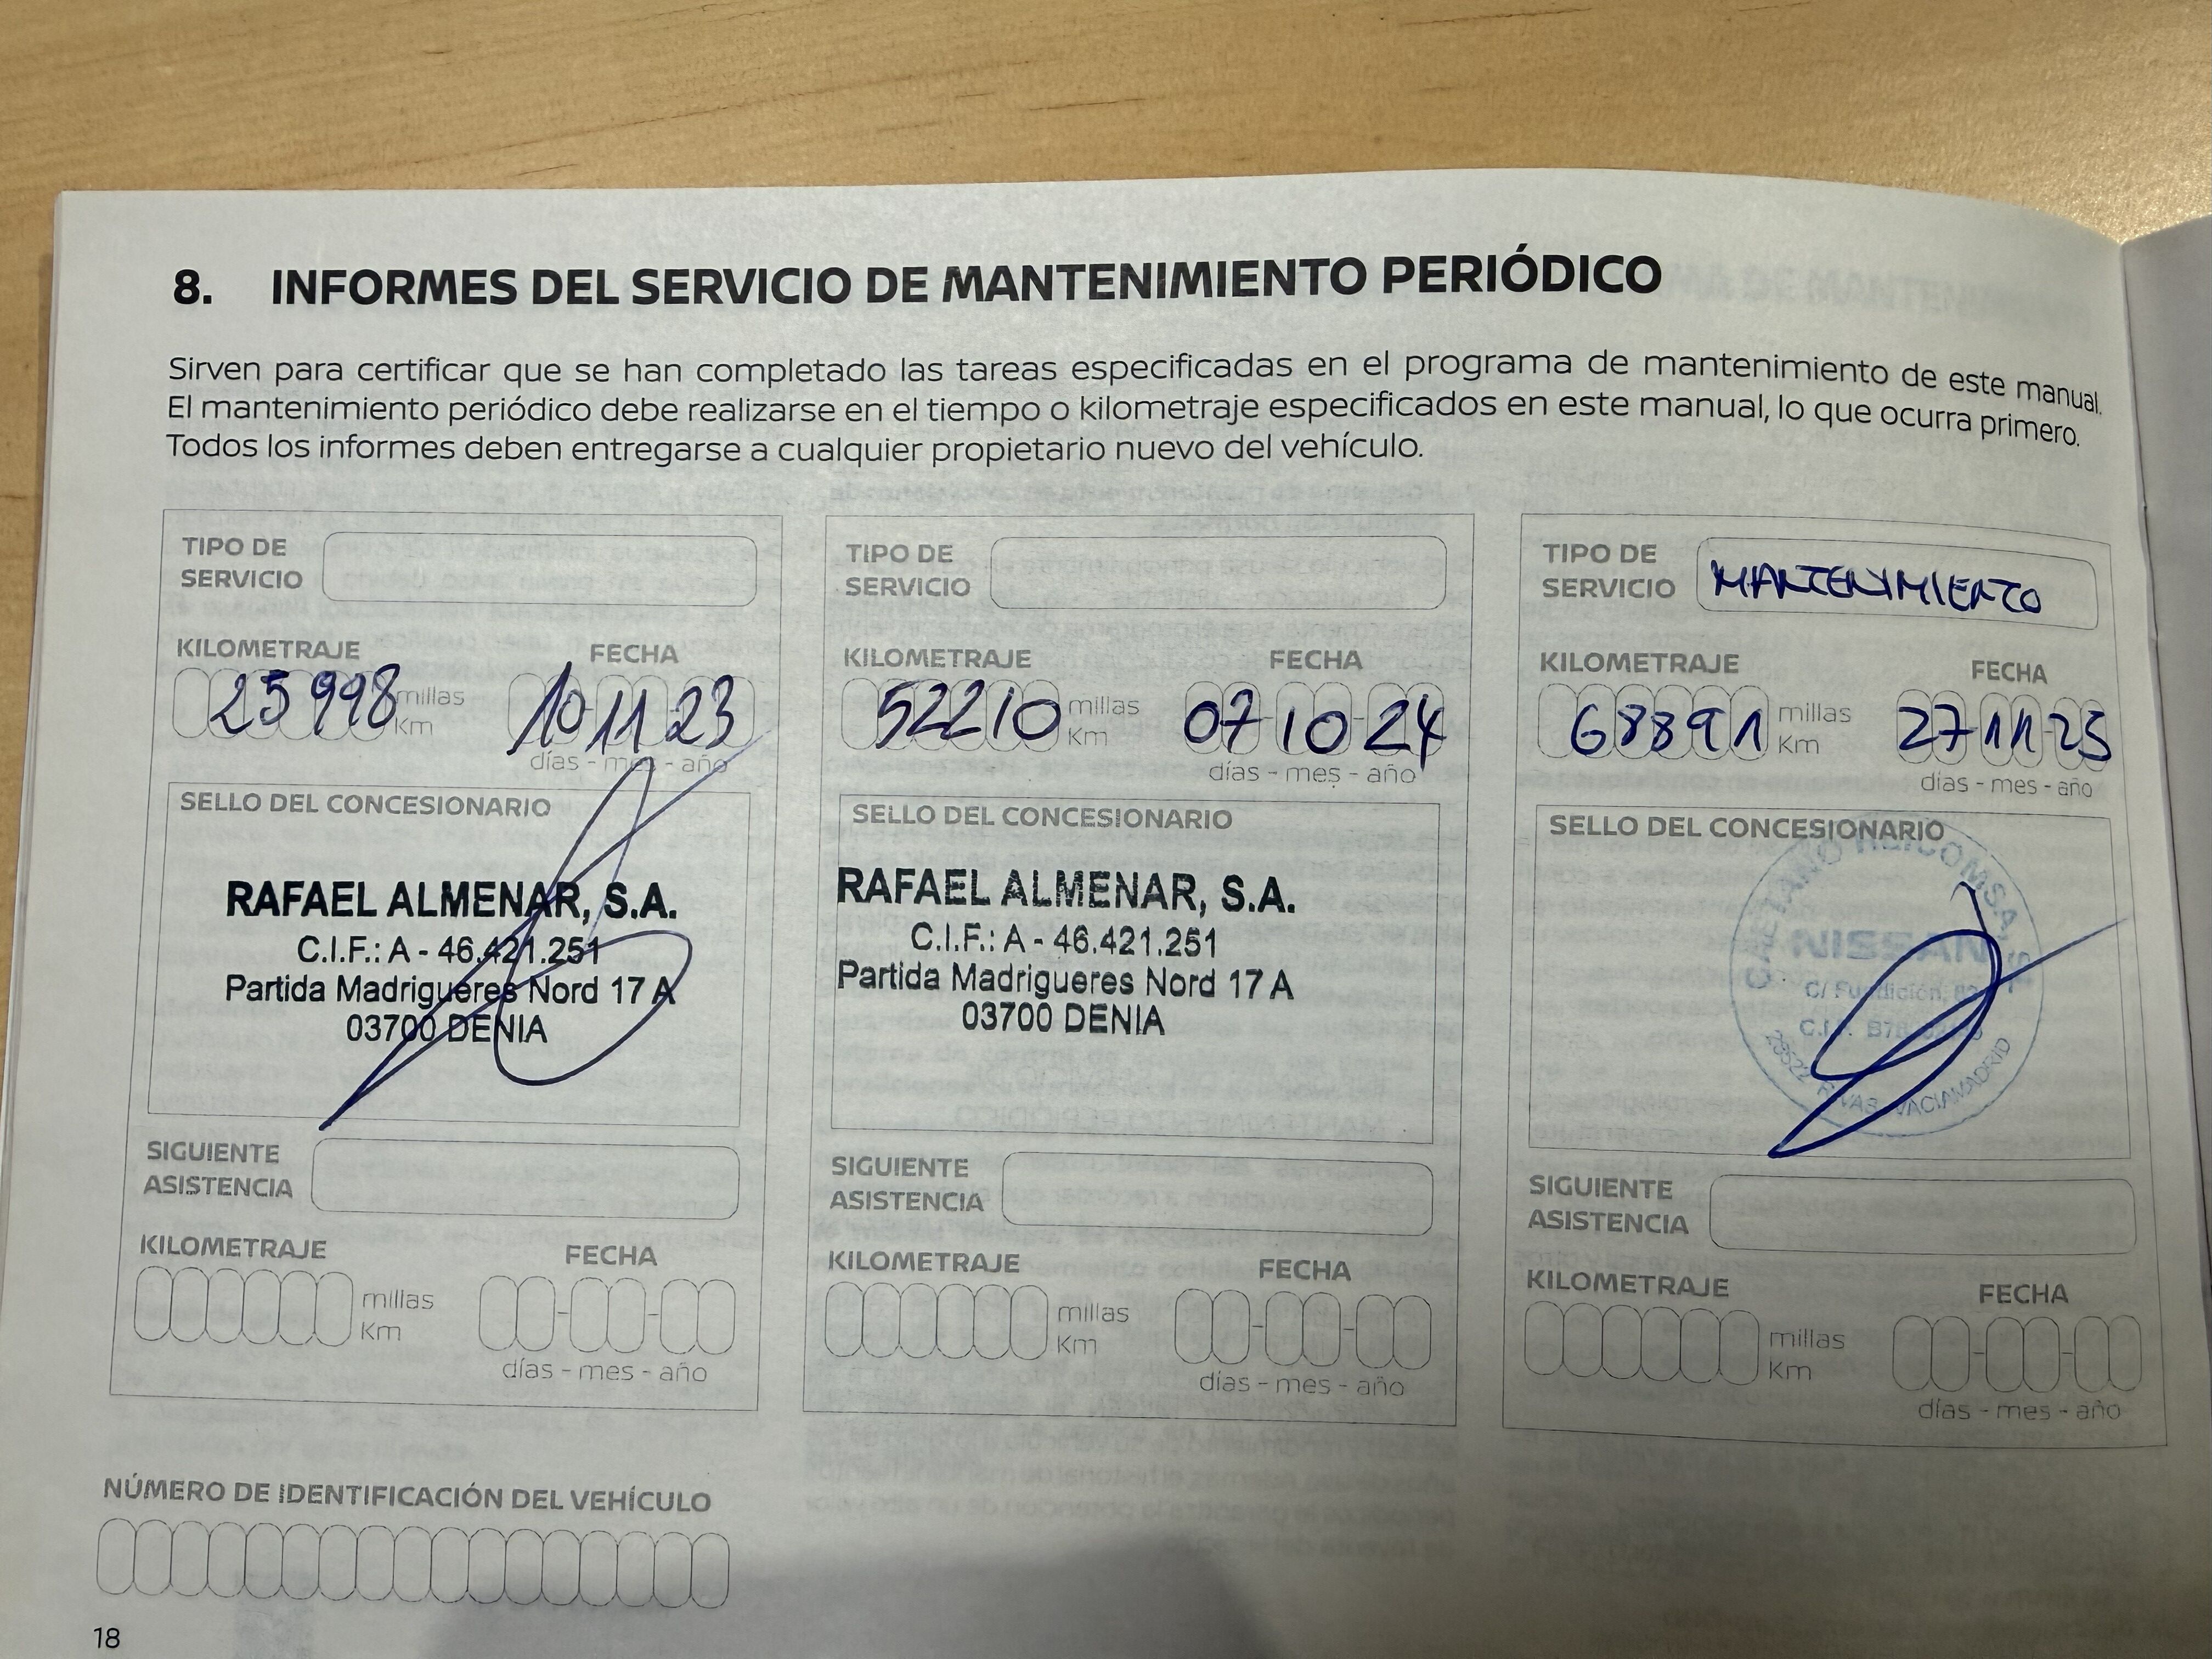 8. INFORMES DEL SERVICIO DE MANTENIMIENTO PERIÓDICO
Sirven para certificar que se han completado las tareas especificadas en el programa de mantenimiento de este manual.
El mantenimiento periódico debe realizarse en el tiempo o kilometraje especificados en este manual, lo que ocurra primero.
Todos los informes deben entregarse a cualquier propietario nuevo del vehículo.
TIPO DE
SERVICIO
KILOMETRAJE
FECHA
25998
millas
Km
10 11 23
días - mes - año
SELLO DEL CONCESIONARIO
RAFAEL ALMENAR, S.A.
C.I.F.: A - 46.421.251
Partida Madrigueres Nord 17 A
03700 DENIA
SIGUIENTE
ASISTENCIA
KILOMETRAJE
FECHA
millas
Km
días - mes - año
TIPO DE
SERVICIO
KILOMETRAJE
FECHA
52210
millas
Km
07 10 24
días - mes - año
SELLO DEL CONCESIONARIO
RAFAEL ALMENAR, S.A.
C.I.F.: A - 46.421.251
Partida Madrigueres Nord 17 A
03700 DENIA
SIGUIENTE
ASISTENCIA
KILOMETRAJE
FECHA
millas
Km
días - mes - año
TIPO DE
SERVICIO
MANTENIMIENTO
KILOMETRAJE
FECHA
68891
millas
Km
27 11 25
días - mes - año
SELLO DEL CONCESIONARIO
NISSAN
C/ Fundición,
28522 RIVAS VACIAMADRID
SIGUIENTE
ASISTENCIA
KILOMETRAJE
FECHA
millas
Km
días - mes - año
NÚMERO DE IDENTIFICACIÓN DEL VEHÍCULO
18